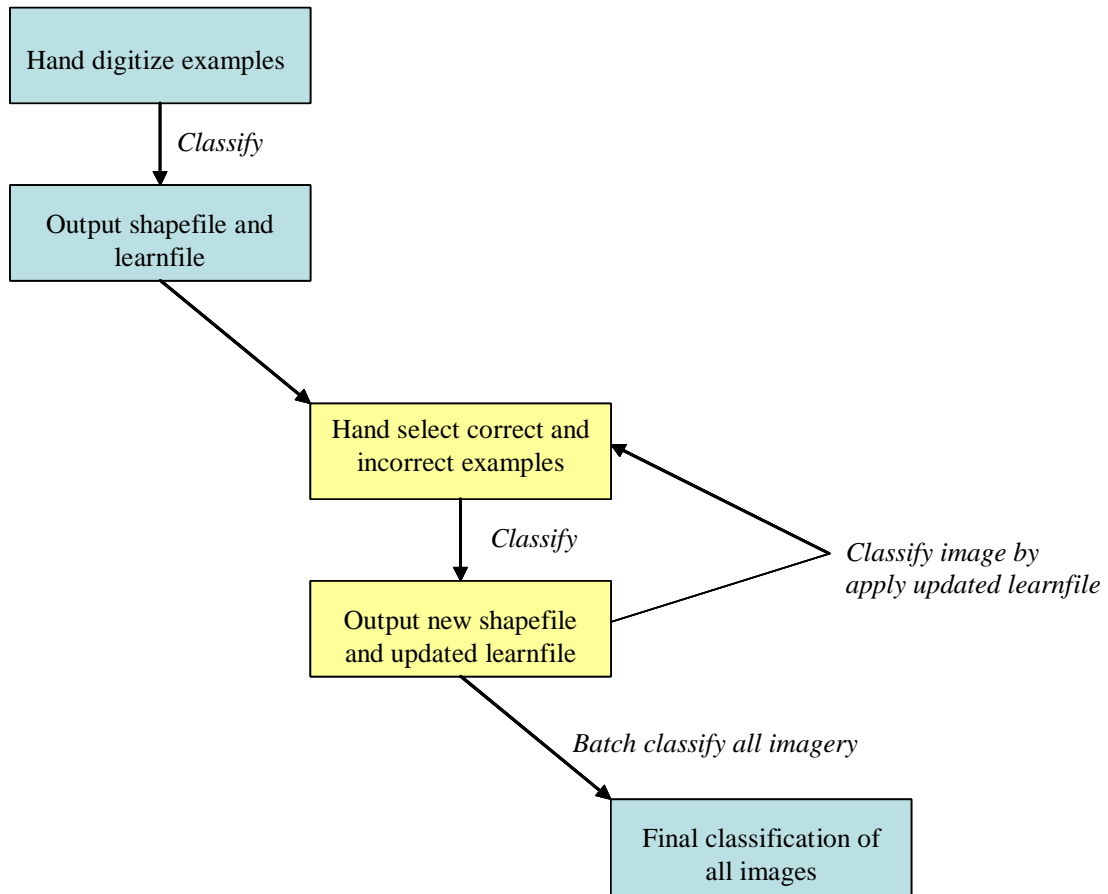 Hand digitize examples
Classify
Output shapefile and
learnfile
Hand select correct and
incorrect examples
Classify
Classify image by
apply updated learnfile
Output new shapefile
and updated learnfile
Batch classify all imagery
Final classification of
all images